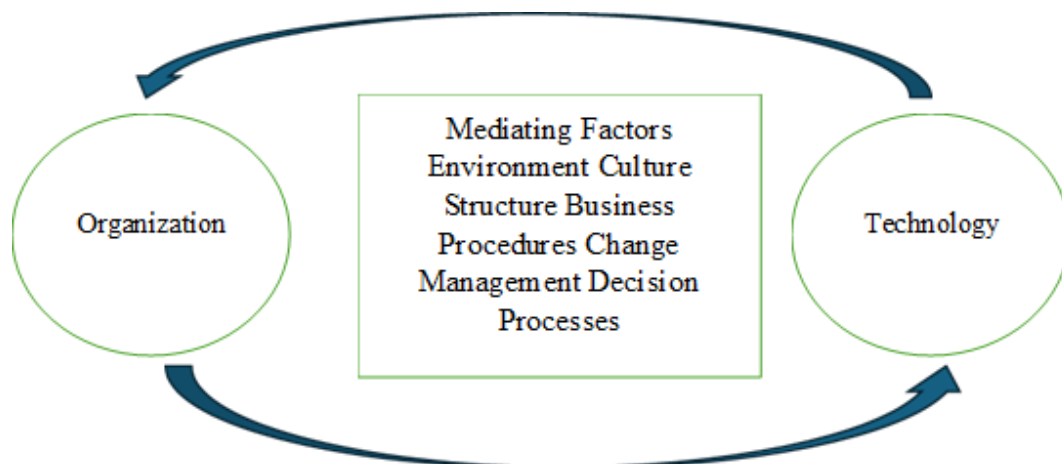 Organization
Mediating Factors
Environment Culture
Structure Business
Procedures Change
Management Decision
Processes
Technology